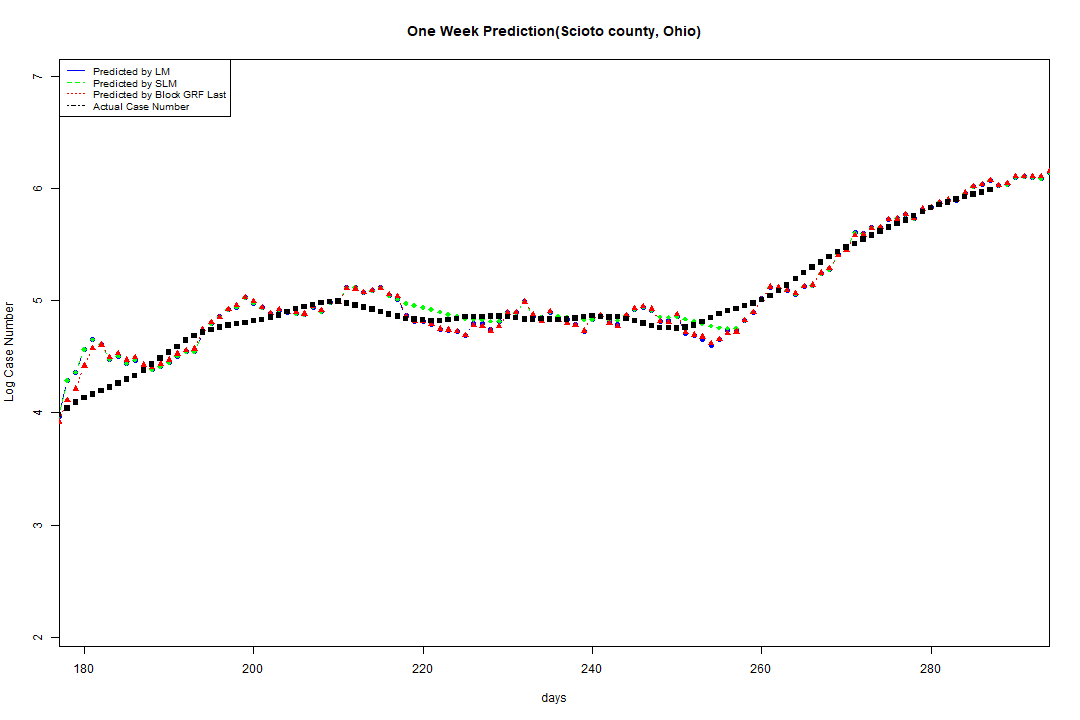 One Week Prediction(Scioto county, Ohio)
Predicted by LM
Predicted by SLM
Predicted by Block GRF Last
Actual Case Number
7
6
5
4
3
2
Log Case Number
180 200 220 240 260 280
days